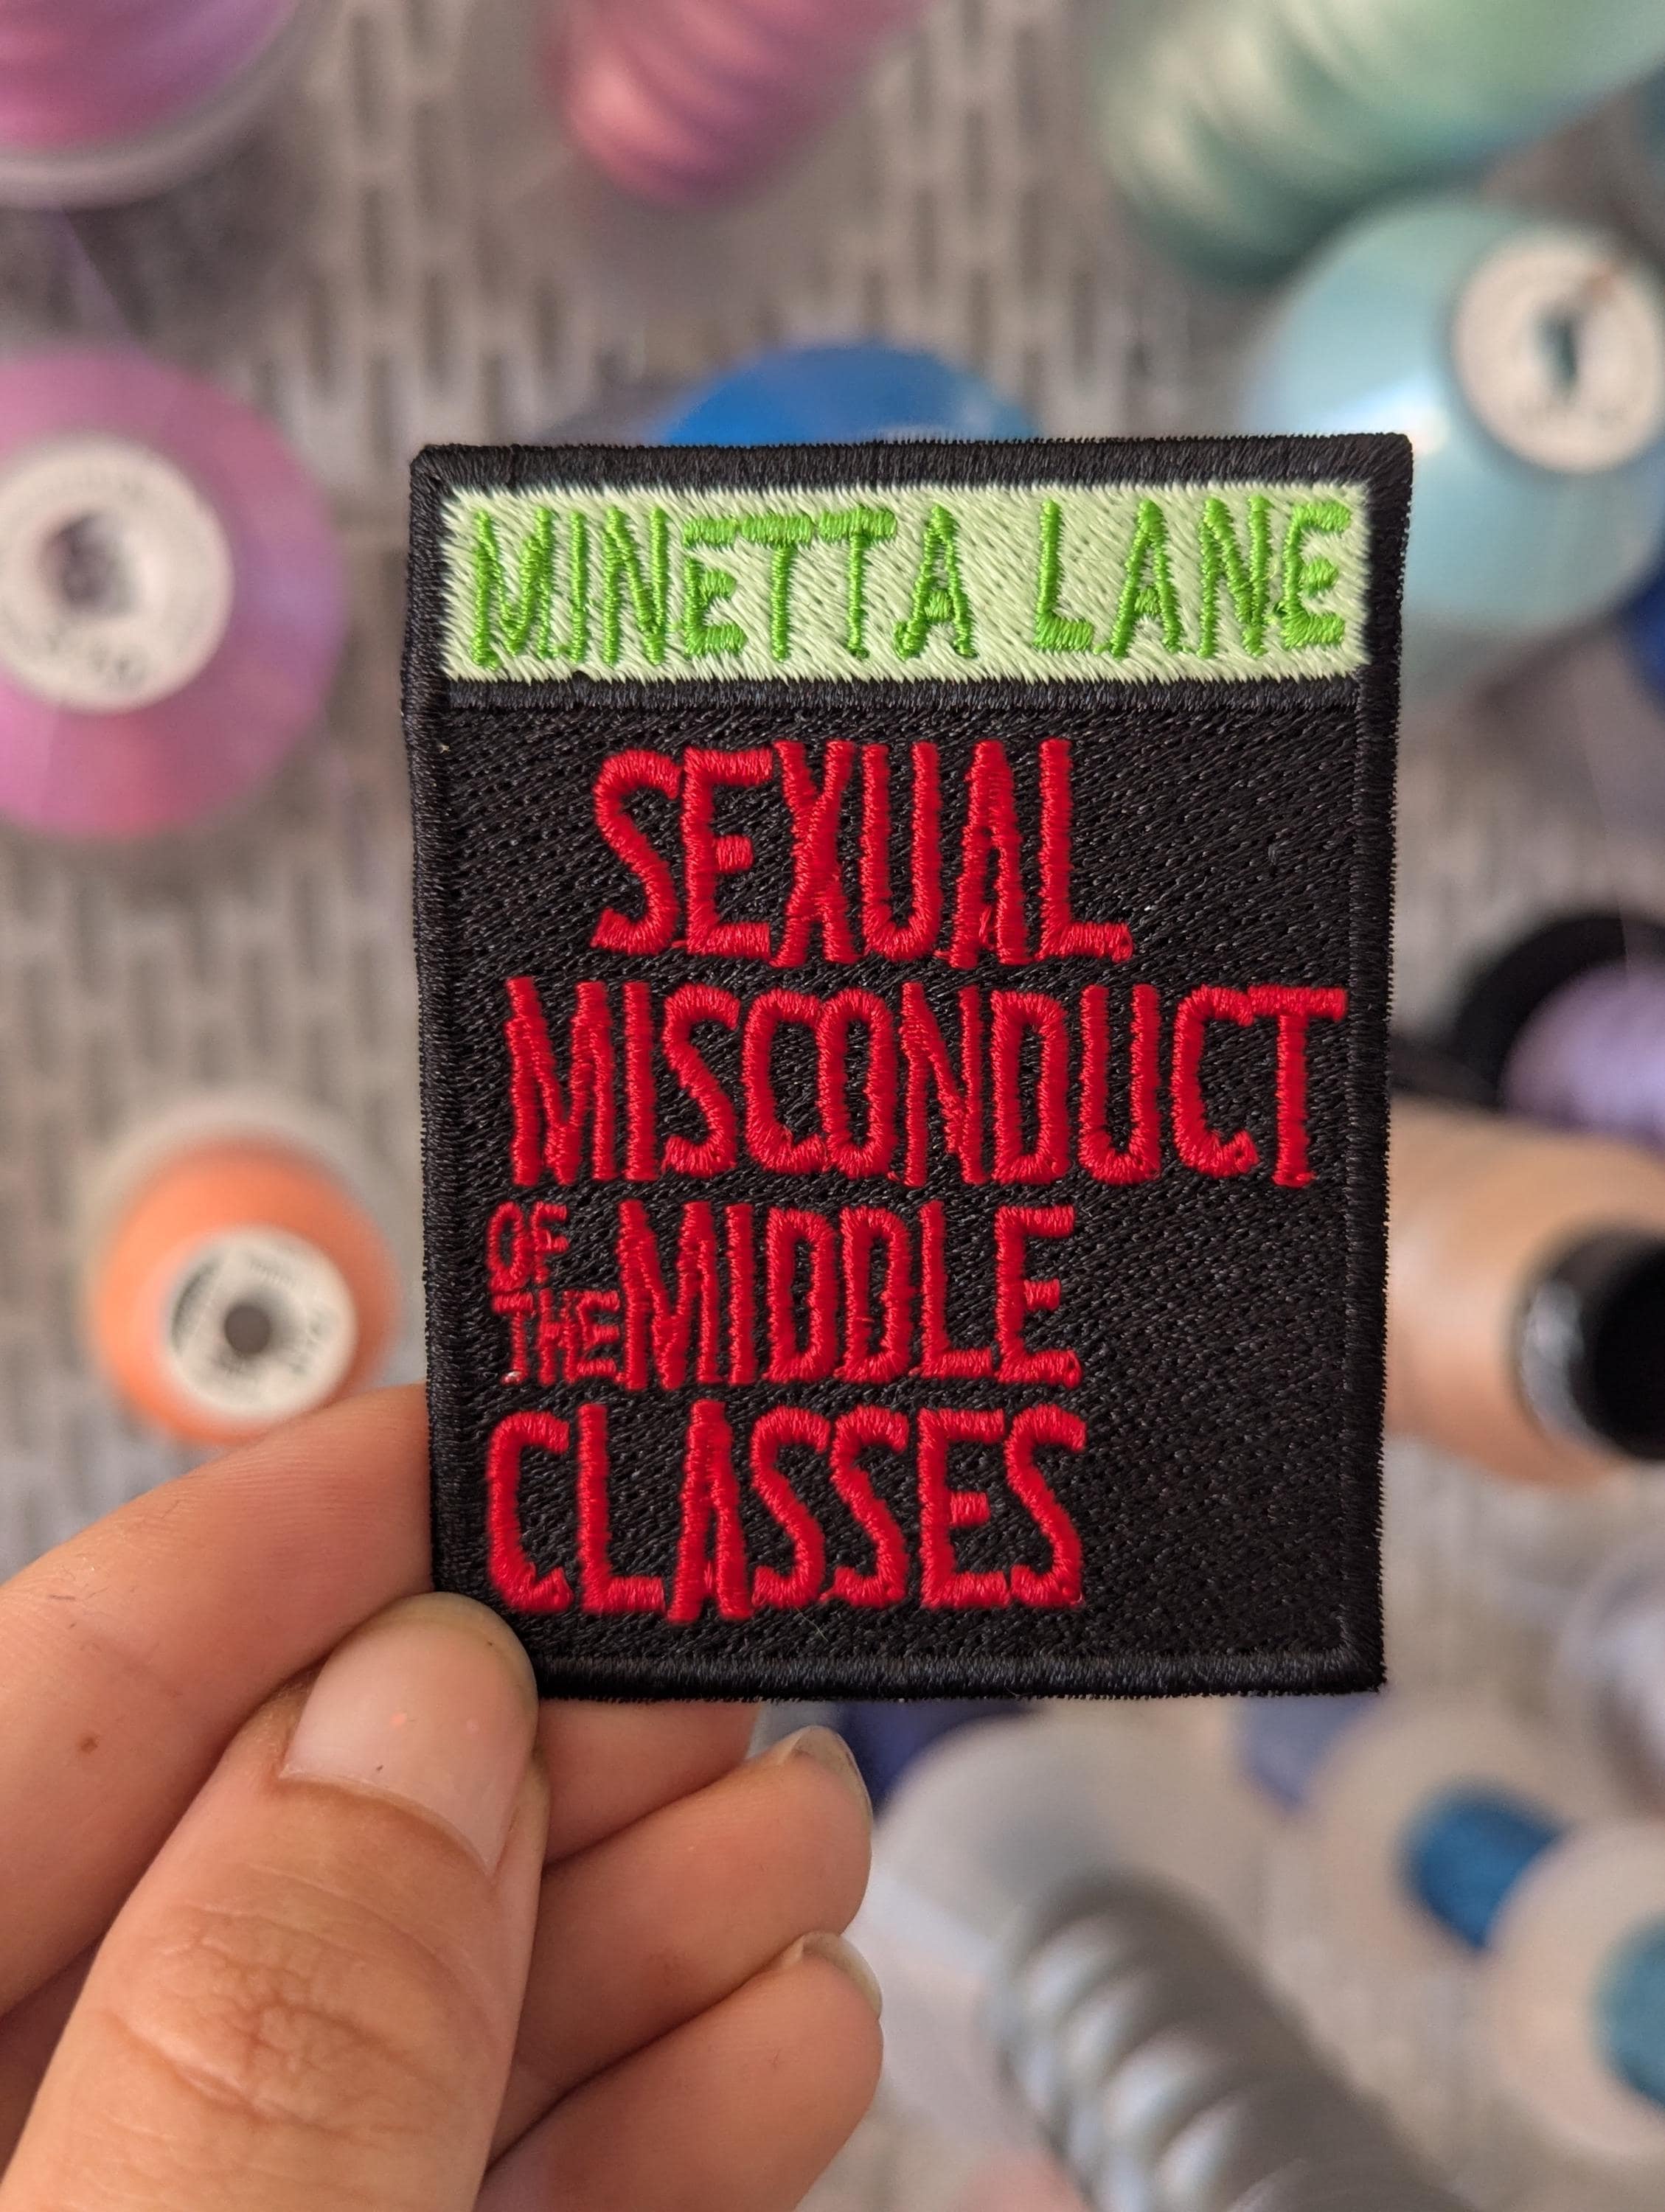 MINETTA LANE
SEXUAL
MISCONDUCT
OF THE MIDDLE
CLASSES